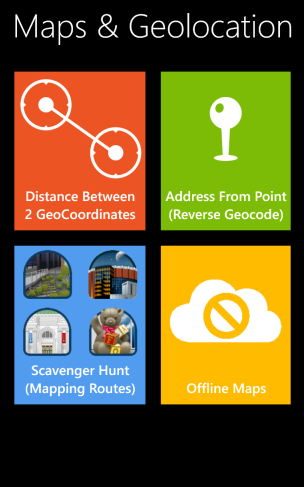 Maps & Geolocation
Distance Between
2 GeoCoordinates
Address From Point
(Reverse Geocode)
Scavenger Hunt
(Mapping Routes)
Offline Maps